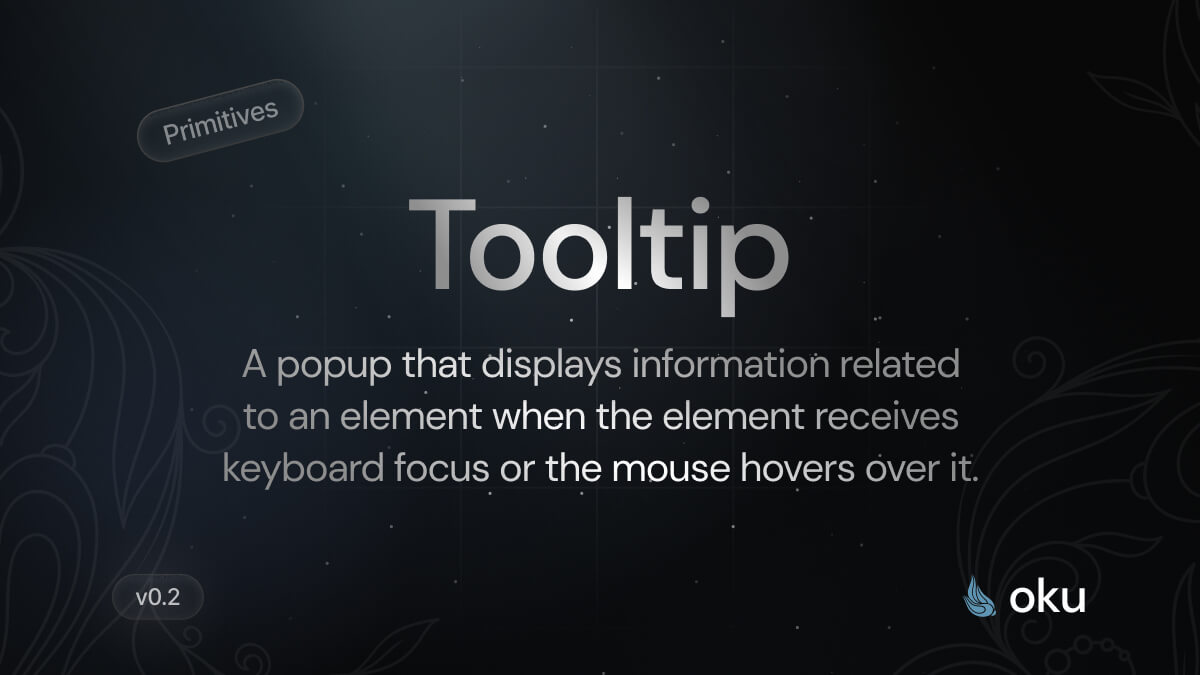 Primitives
Tooltip
A popup that displays information related
to an element when the element receives
keyboard focus or the mouse hovers over it.
v0.2
oku